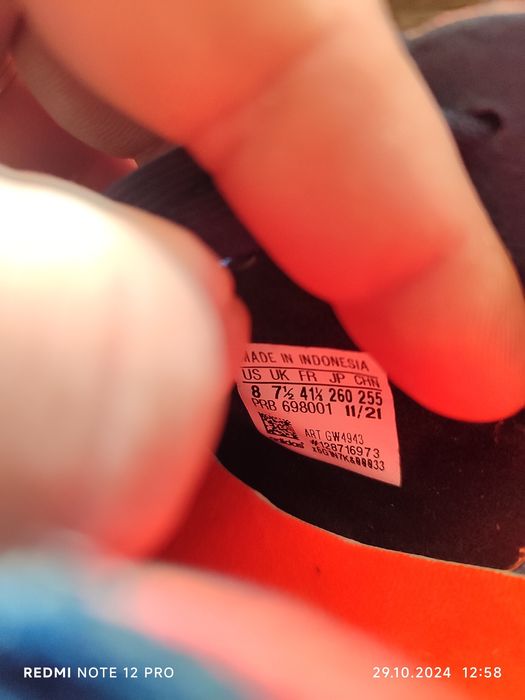 MADE IN INDONESIA
US UK FR JP CHN
8 7½ 41⅓ 260 255
PRB 698001 11/21
ART GW4943
adidas
REDMI NOTE 12 PRO
29.10.2024 12:58